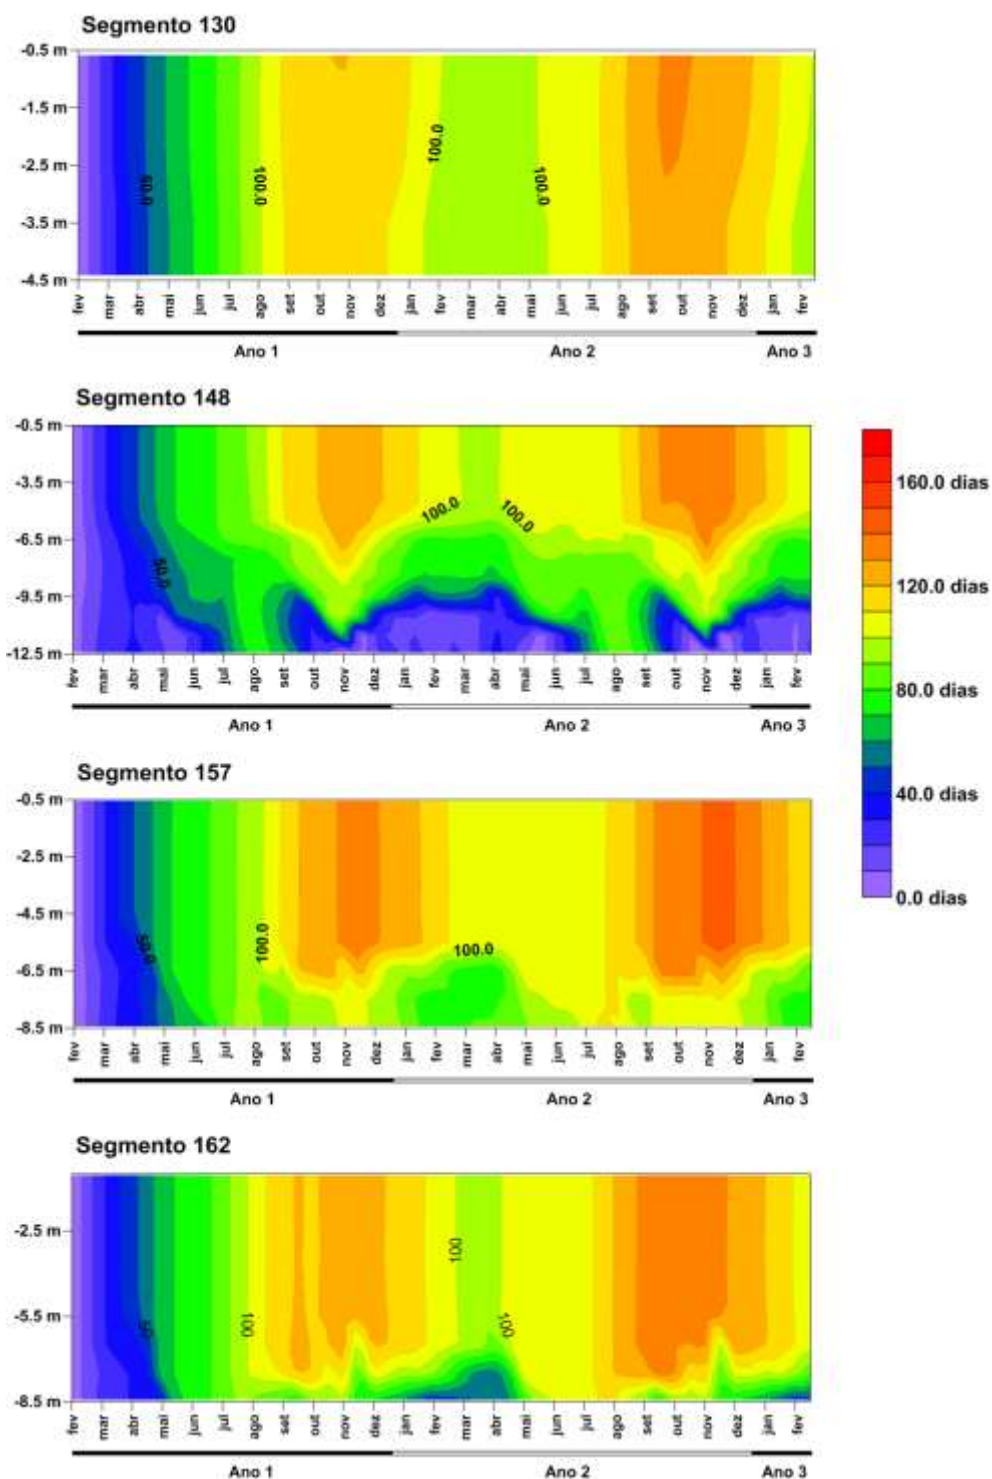 Segmento 130
-0.5 m
-1.5 m
-2.5 m
-3.5 m
-4.5 m
50.0
100.0
100.0
100.0
fev mar abr mai jun jul ago set out nov dez jan fev mar abr mai jun jul ago set out nov dez jan fev
Ano 1 Ano 2 Ano 3
Segmento 148
-0.5 m
-3.5 m
-6.5 m
-9.5 m
-12.5 m
50.0
100.0
100.0
fev mar abr mai jun jul ago set out nov dez jan fev mar abr mai jun jul ago set out nov dez jan fev
Ano 1 Ano 2 Ano 3
160.0 dias
120.0 dias
80.0 dias
40.0 dias
0.0 dias
Segmento 157
-0.5 m
-2.5 m
-4.5 m
-6.5 m
-8.5 m
50.0
100.0
100.0
fev mar abr mai jun jul ago set out nov dez jan fev mar abr mai jun jul ago set out nov dez jan fev
Ano 1 Ano 2 Ano 3
Segmento 162
-2.5 m
-5.5 m
-8.5 m
50
100
100
100
fev mar abr mai jun jul ago set out nov dez jan fev mar abr mai jun jul ago set out nov dez jan fev
Ano 1 Ano 2 Ano 3